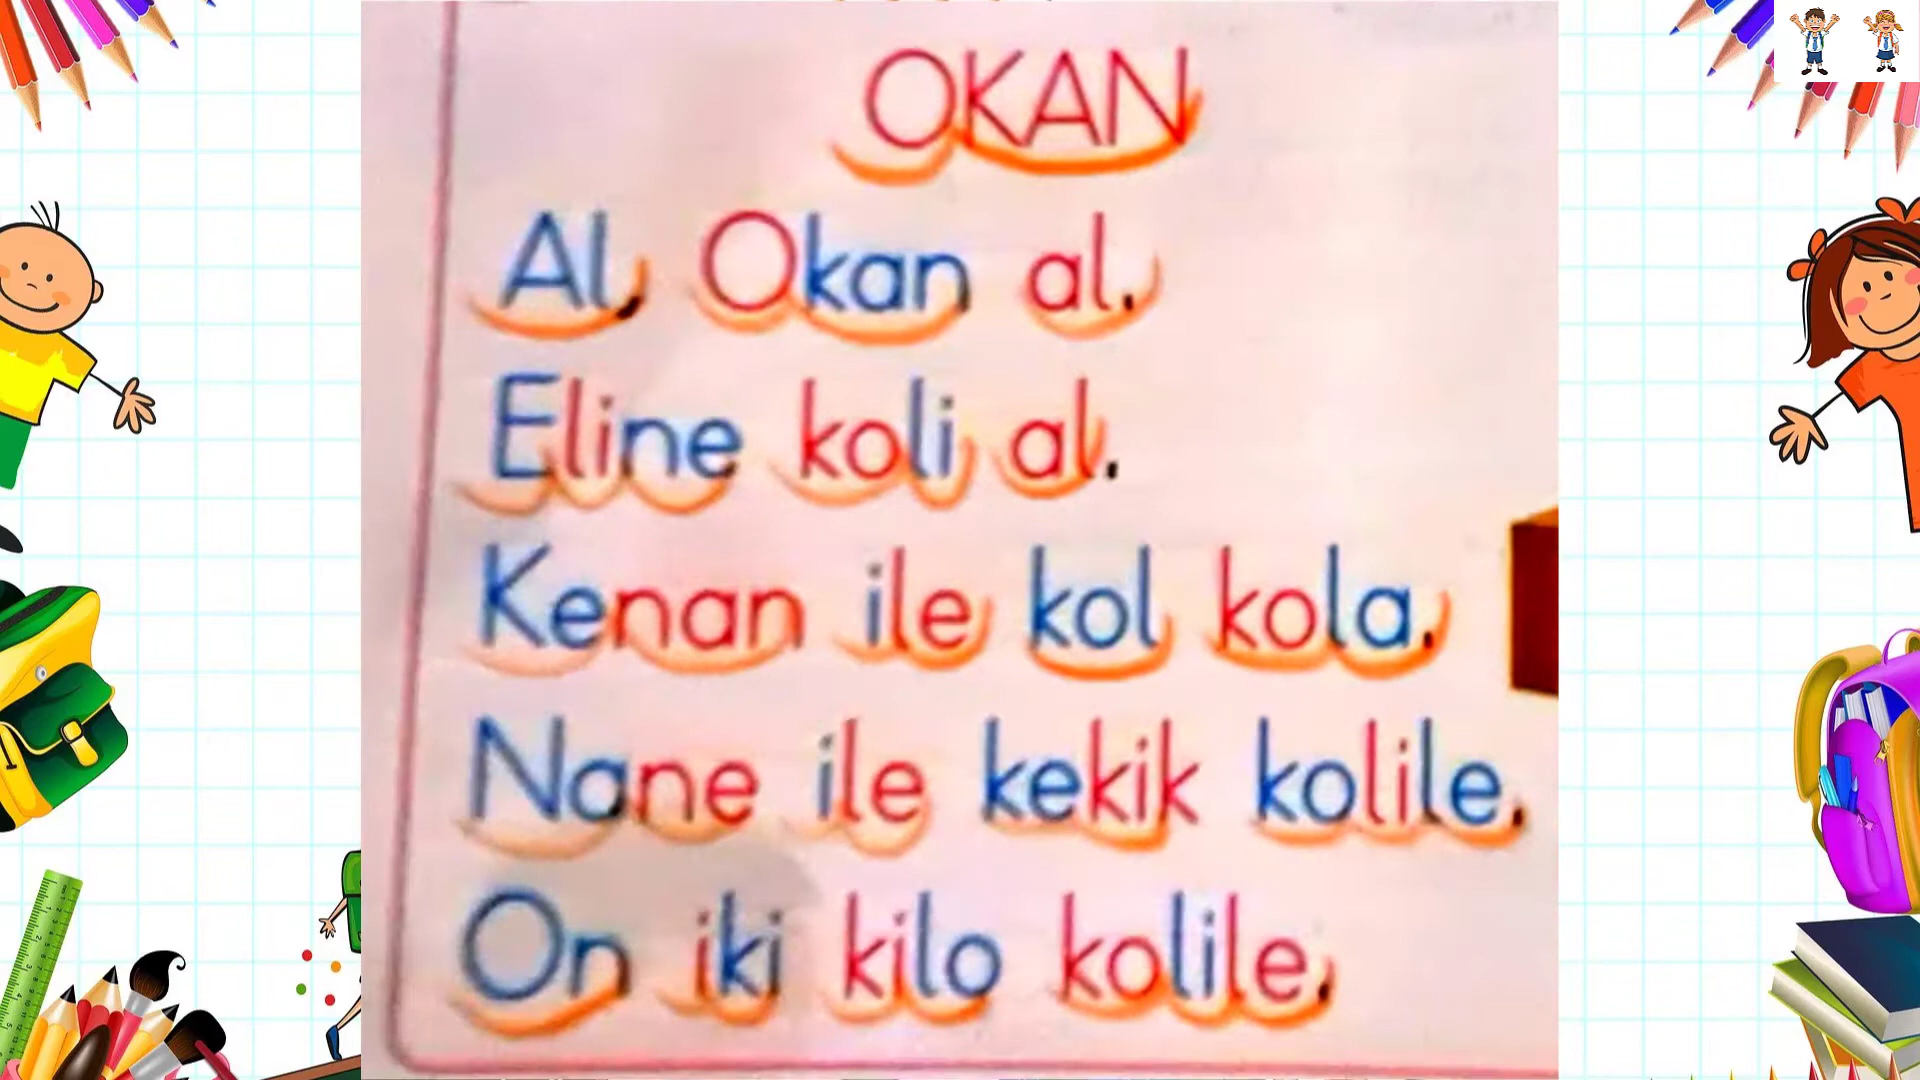 OKAN
Al, Okan al.
Eline koli al.
Kenan ile kol kola.
Nane ile kekik kolile.
On iki kilo kolile.